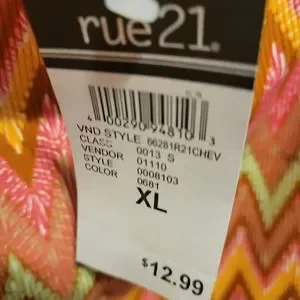 rue21®
4 00290 94810 3
VND STYLE 66281R21CHEV
CLASS 0013 S
VENDOR 01110
STYLE 0008103
COLOR 0681
XL
$12.99